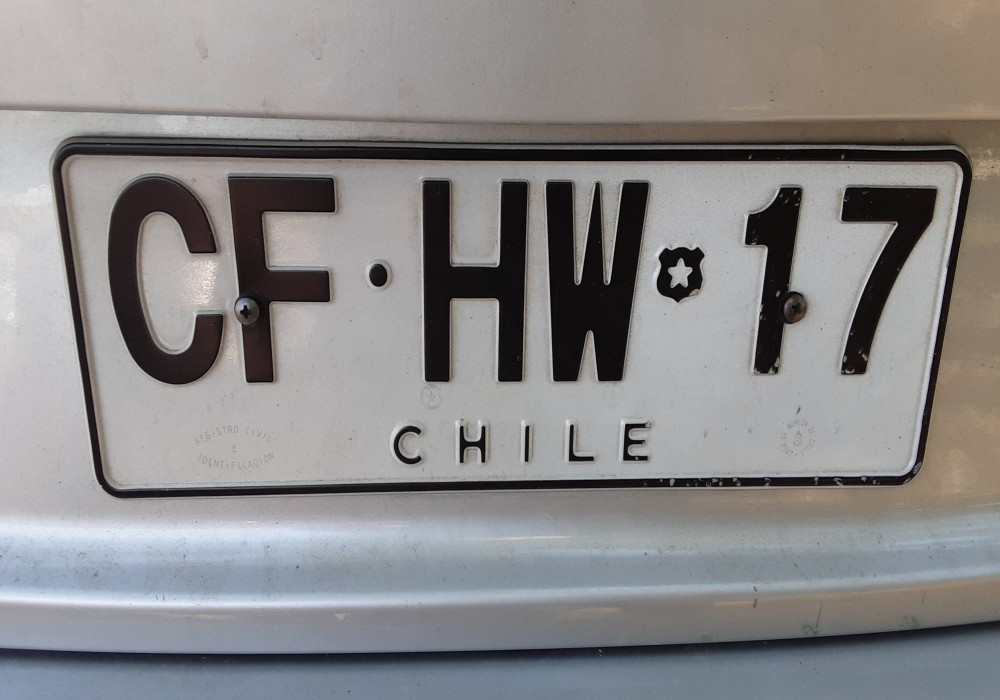 CF·HW 17
CHILE
REGISTRO CIVIL
E
IDENTIFICACION